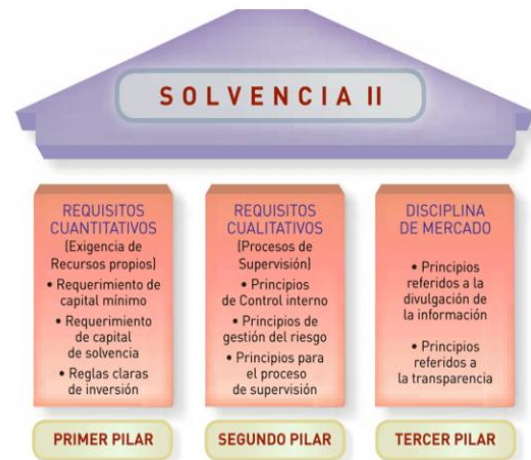 SOLVENCIA II
REQUISITOS
CUANTITATIVOS
(Exigencia de
Recursos propios)
• Requerimiento de
capital mínimo
• Requerimiento
de capital
de solvencia
• Reglas claras
de inversión
PRIMER PILAR
REQUISITOS
CUALITATIVOS
(Procesos de
Supervisión)
• Principios
de Control interno
• Principios de
gestión del riesgo
• Principios para
el proceso
de supervisión
SEGUNDO PILAR
DISCIPLINA
DE MERCADO
• Principios
referidos a la
divulgación de
la información
• Principios
referidos a
la transparencia
TERCER PILAR